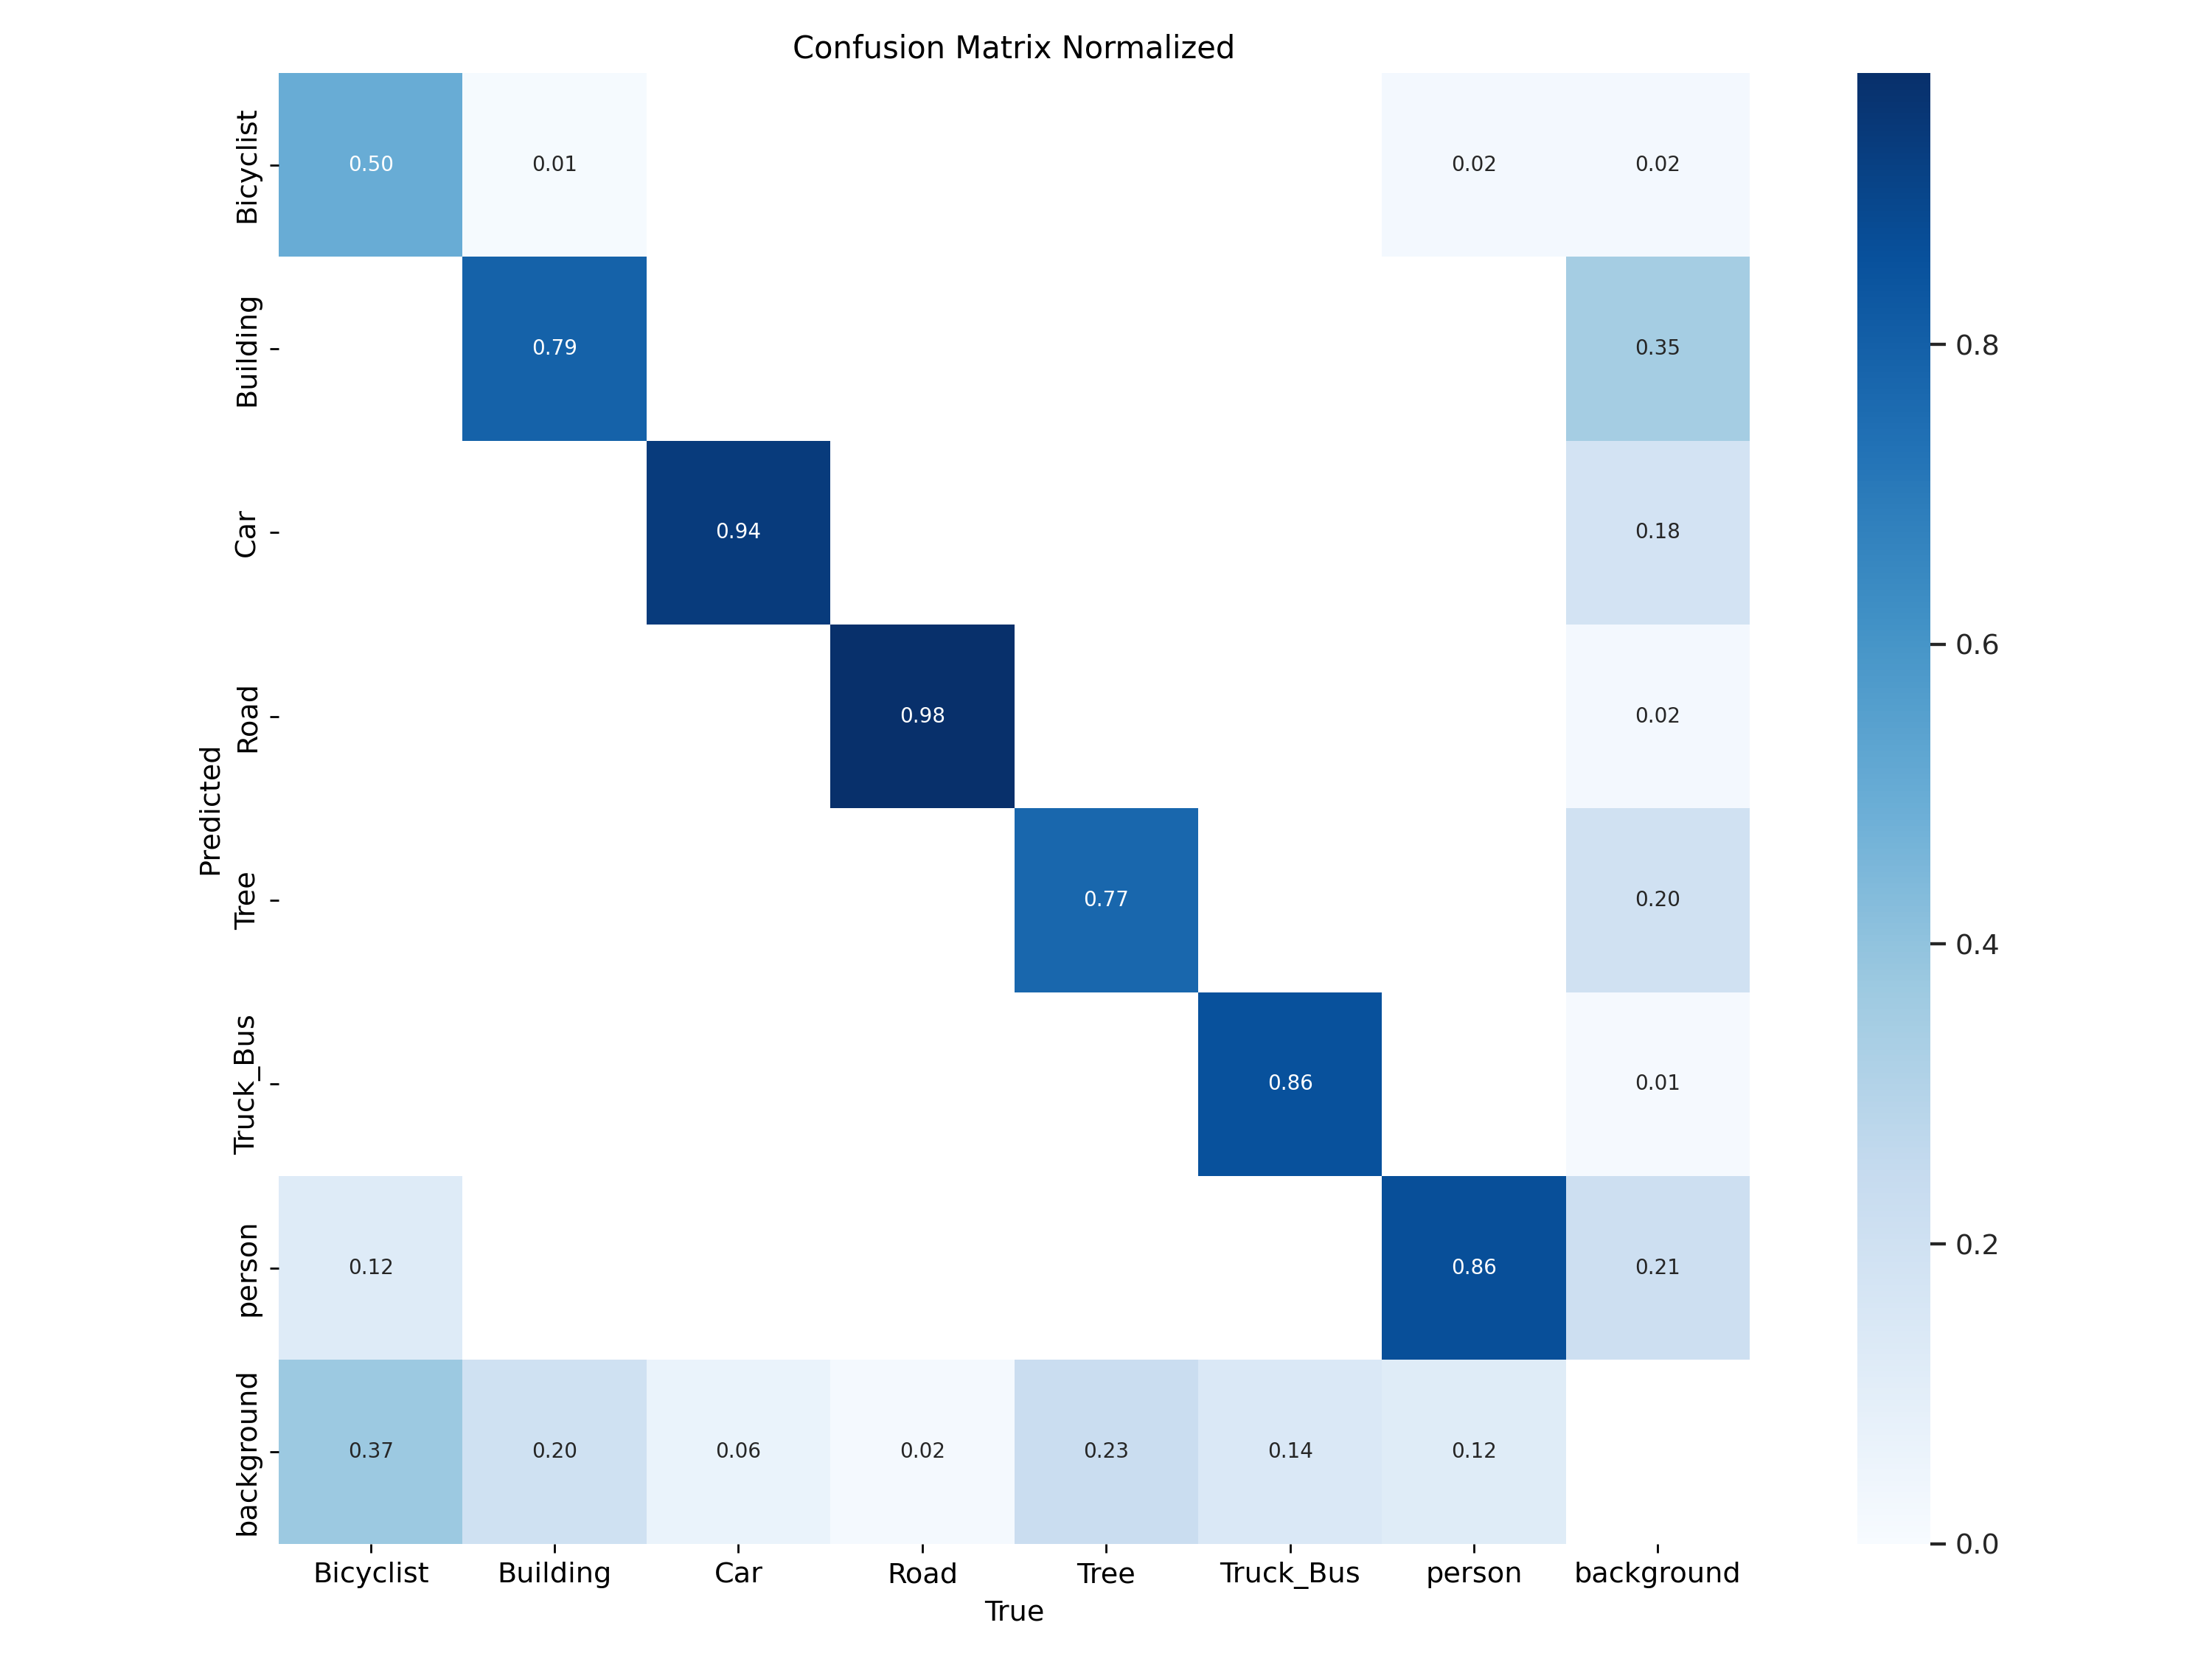 Confusion Matrix Normalized
Bicyclist 0.50 0.01 0.02 0.02
Building 0.79 0.35
Car 0.94 0.18
Road 0.98 0.02
Tree 0.77 0.20
Truck_Bus 0.86 0.01
person 0.12 0.86 0.21
background 0.37 0.20 0.06 0.02 0.23 0.14 0.12
Predicted
Bicyclist Building Car Road Tree Truck_Bus person background
True
0.8
0.6
0.4
0.2
0.0